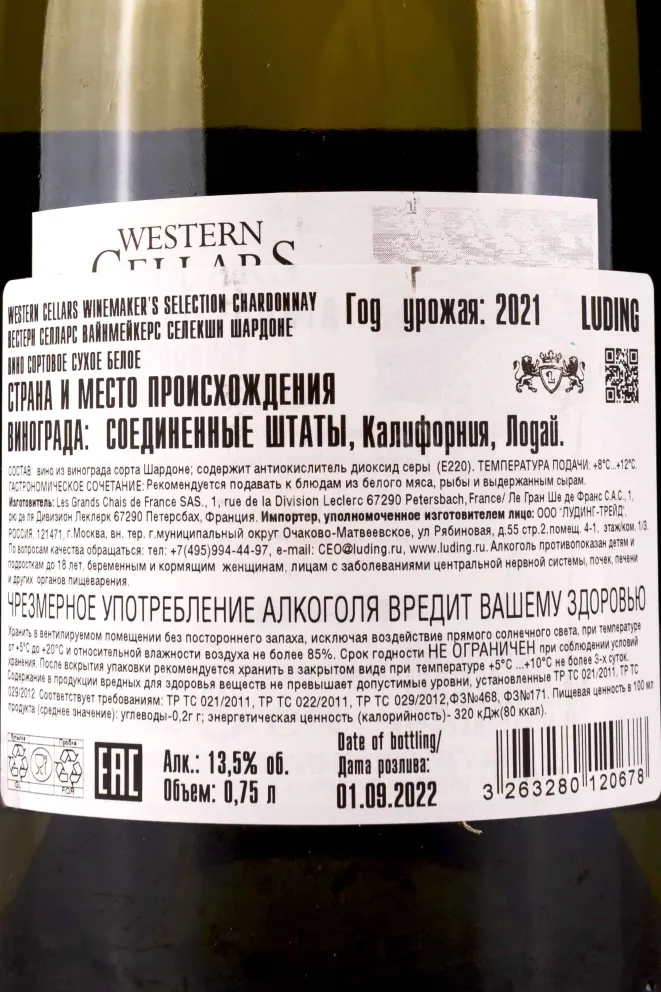 WESTERN
CELLARS
WESTERN CELLARS WINEMAKER'S SELECTION CHARDONNAY
ВЕСТЕРН СЕЛЛАРС ВАЙНМЕЙКЕРС СЕЛЕКШН ШАРДОНЕ
Год урожая: 2021
LUDING
ВИНО СОРТОВОЕ СУХОЕ БЕЛОЕ
L
СТРАНА И МЕСТО ПРОИСХОЖДЕНИЯ
ВИНОГРАДА: СОЕДИНЕННЫЕ ШТАТЫ, Калифорния, Лодай.
СОСТАВ: вино из винограда сорта Шардоне; содержит антиокислитель диоксид серы (Е220). ТЕМПЕРАТУРА ПОДАЧИ: +8°С...+12°С.
ГАСТРОНОМИЧЕСКОЕ СОЧЕТАНИЕ: Рекомендуется подавать к блюдам из белого мяса, рыбы и выдержанным сырам.
Изготовитель: Les Grands Chais de France SAS., 1, rue de la Division Leclerc 67290 Petersbach, France/ Ле Гран Ше де Франс С.А.С., 1,
рю де ля Дивизион Леклерк 67290 Петерсбах, Франция. Импортер, уполномоченное изготовителем лицо: ООО "ЛУДИНГ-ТРЕЙД",
РОССИЯ, 121471, г.Москва, вн. тер. г.муниципальный округ Очаково-Матвеевское, ул Рябиновая, д.55 стр.2,помещ. 4-1, этаж/ком. 1/3.
По вопросам качества обращаться: тел: +7(495)994-44-97, e-mail: CEO@luding.ru, www.luding.ru. Алкоголь противопоказан детям и
подросткам до 18 лет, беременным и кормящим женщинам, лицам с заболеваниями центральной нервной системы, почек, печени
и других органов пищеварения.
ЧРЕЗМЕРНОЕ УПОТРЕБЛЕНИЕ АЛКОГОЛЯ ВРЕДИТ ВАШЕМУ ЗДОРОВЬЮ
Хранить в вентилируемом помещении без постороннего запаха, исключая воздействие прямого солнечного света, при температуре
от +5°С до +20°С и относительной влажности воздуха не более 85%. Срок годности НЕ ОГРАНИЧЕН при соблюдении условий
хранения. После вскрытия упаковки рекомендуется хранить в закрытом виде при температуре +5°С ...+10°С не более 3-х суток.
Содержание в продукции вредных для здоровья веществ не превышает допустимые уровни, установленные ТР ТС 021/2011, ТР ТС
029/2012. Соответствует требованиям: ТР ТС 021/2011, ТР ТС 022/2011, ТР ТС 029/2012,ФЗ№468, ФЗ№171. Пищевая ценность в 100 мл
продукта (среднее значение): углеводы-0,2г г; энергетическая ценность (калорийность)- 320 кДж(80 ккал).
Бутылка
Пробка
GL
FOR
EAC
Алк.: 13,5% об.
Объем: 0,75 л
Date of bottling/
Дата розлива:
01.09.2022
3 263280 120678